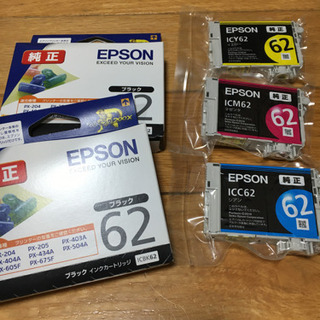 純正
EPSON
EXCEED YOUR VISION
ブラック
PX-204
62
純正
EPSON
EXCEED YOUR VISION
ブラック
62
-204 PX-205 PX-403A
-404A PX-434A PX-504A
-605F PX-675F
ブラック インクカートリッジ ICBK62
EPSON 純正
ICY62
イエロー
62
EPSON 純正
ICM62
マゼンタ
62
EPSON 純正
ICC62
シアン
62